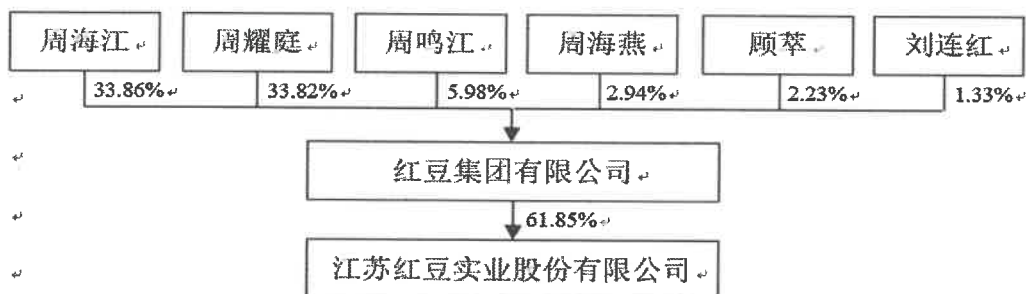 周海江 周耀庭 周鸣江 周海燕 顾萃 刘连红
33.86% 33.82% 5.98% 2.94% 2.23% 1.33%
红豆集团有限公司
61.85%
江苏红豆实业股份有限公司